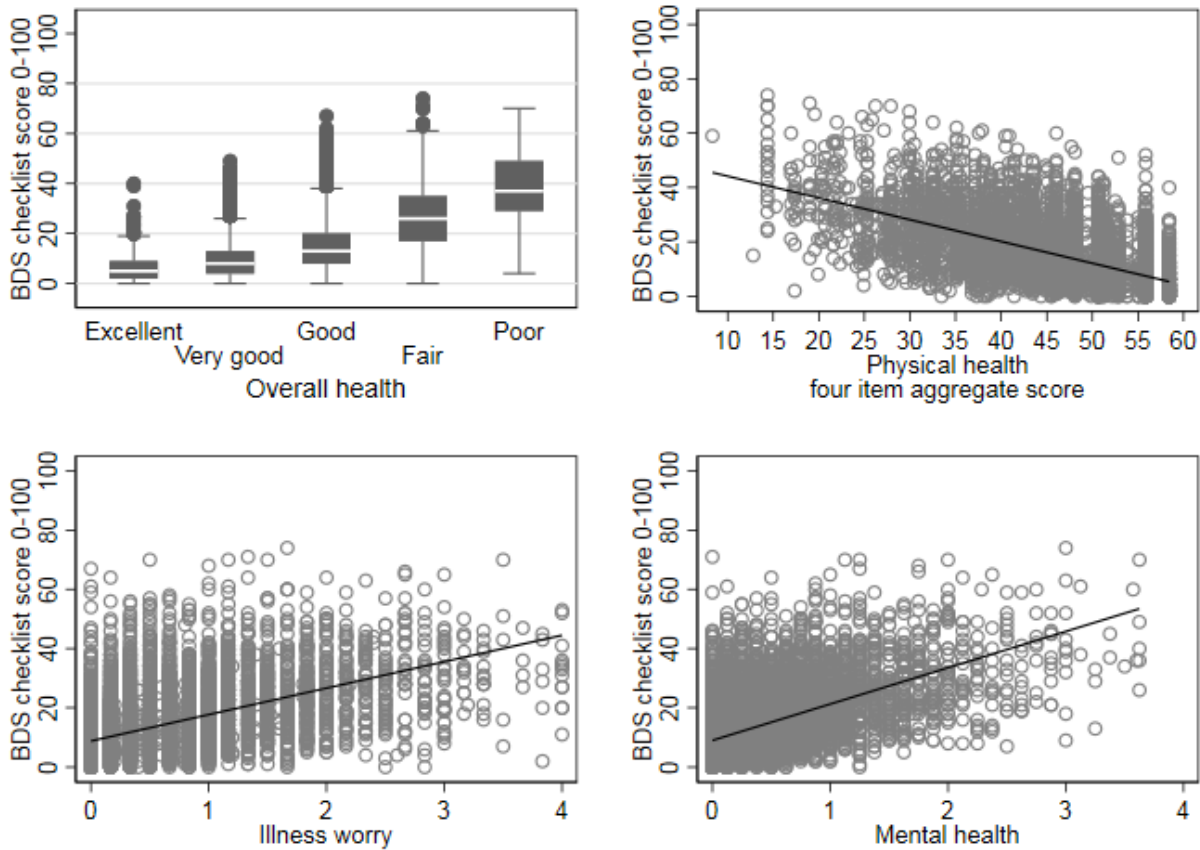 BDS checklist score 0-100
0 20 40 60 80 100
Excellent Good Poor
Very good Fair
Overall health
BDS checklist score 0-100
0 20 40 60 80 100
10 15 20 25 30 35 40 45 50 55 60
Physical health
four item aggregate score
BDS checklist score 0-100
0 20 40 60 80 100
0 1 2 3 4
Illness worry
BDS checklist score 0-100
0 20 40 60 80 100
0 1 2 3 4
Mental health